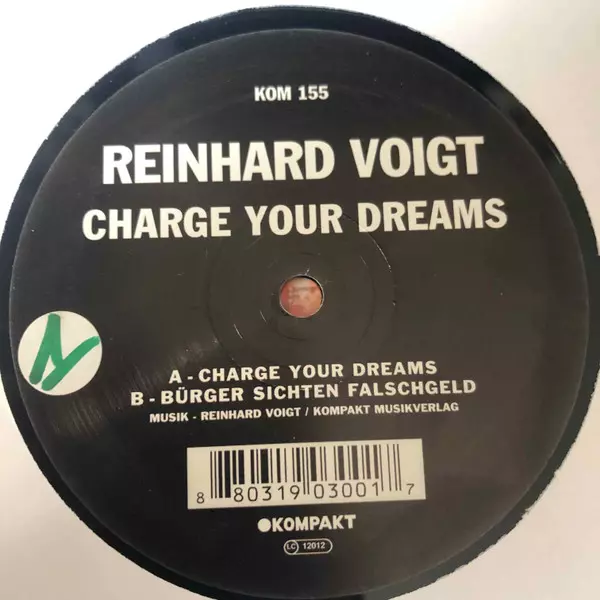 KOM 155
REINHARD VOIGT
CHARGE YOUR DREAMS
A - CHARGE YOUR DREAMS
B - BÜRGER SICHTEN FALSCHGELD
MUSIK - REINHARD VOIGT / KOMPAKT MUSIKVERLAG
8 80319 03001 7
KOMPAKT
LC 12012